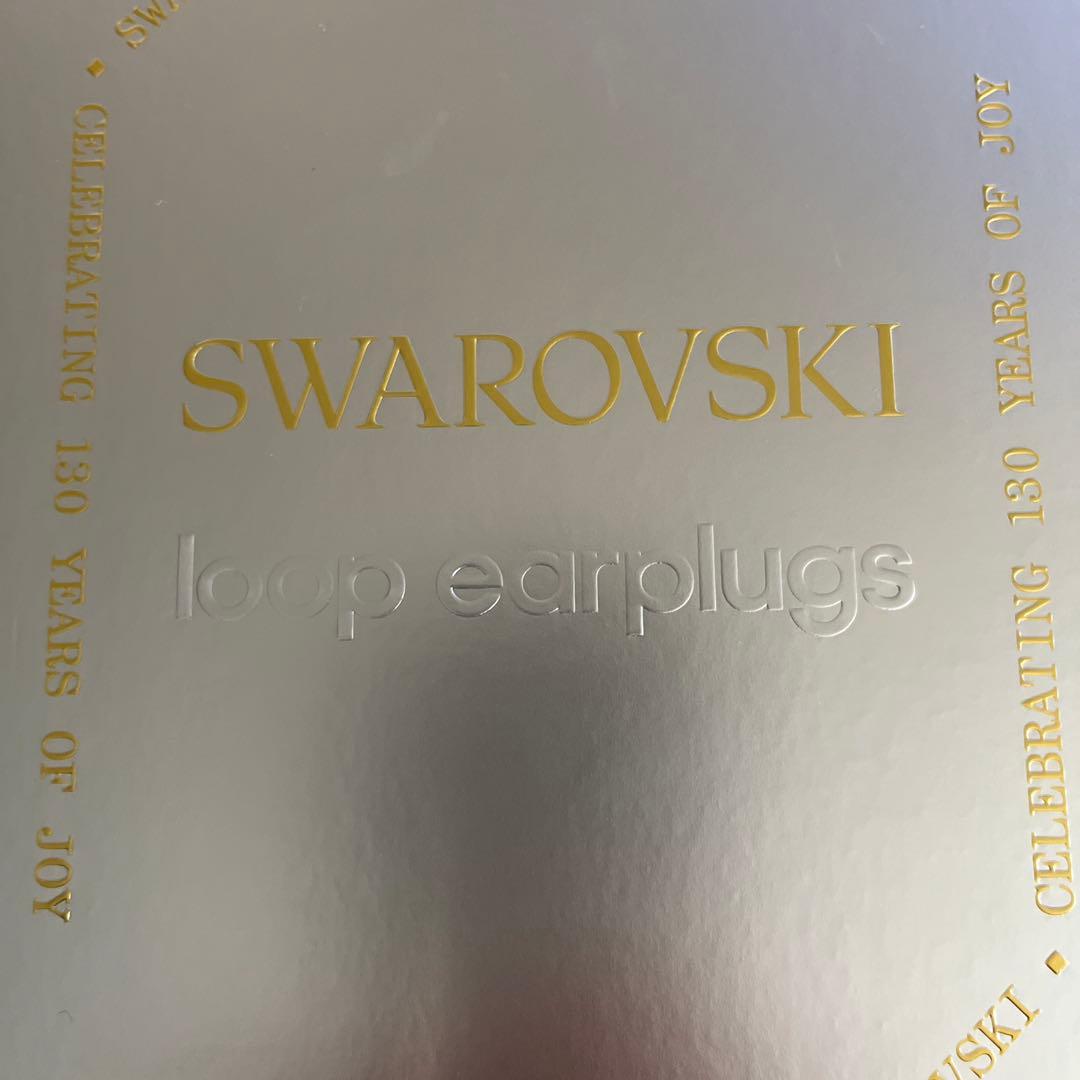 CELEBRATING 130 YEARS OF JOY
SWAROVSKI
loop earplugs
CELEBRATING 130 YEARS OF JOY